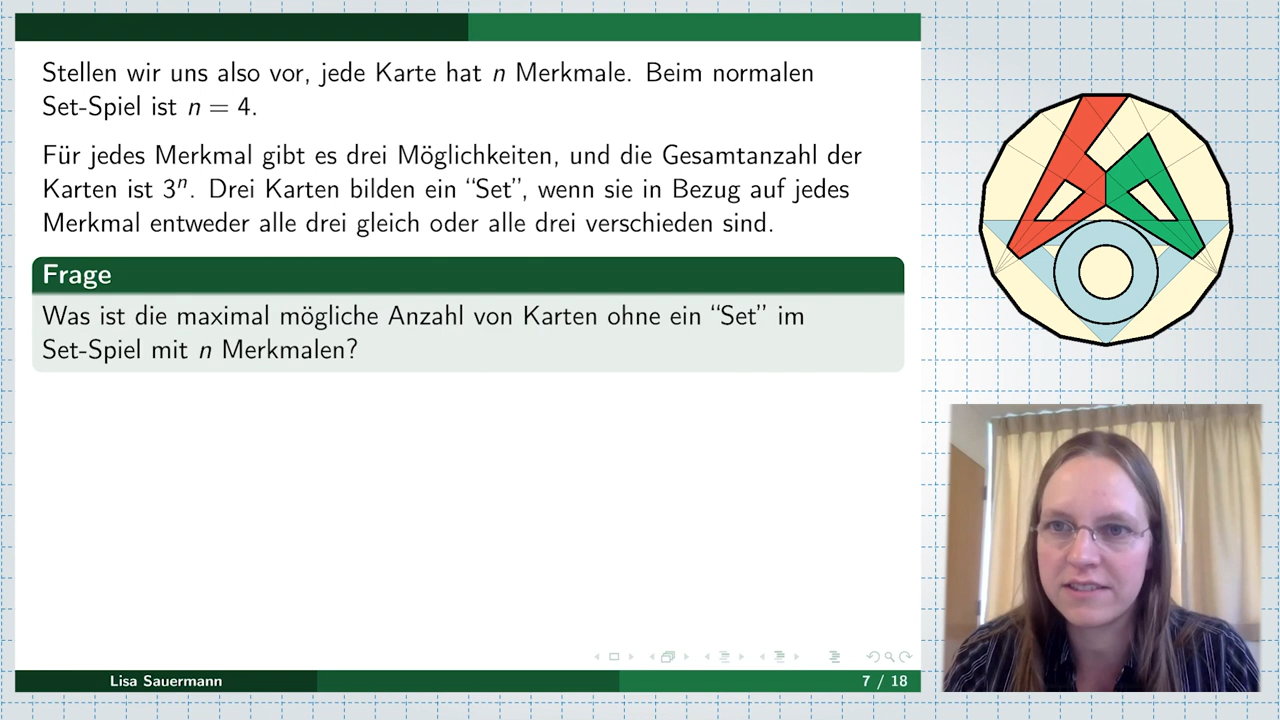 Stellen wir uns also vor, jede Karte hat n Merkmale. Beim normalen
Set-Spiel ist n = 4.
Für jedes Merkmal gibt es drei Möglichkeiten, und die Gesamtanzahl der
Karten ist 3ⁿ. Drei Karten bilden ein “Set”, wenn sie in Bezug auf jedes
Merkmal entweder alle drei gleich oder alle drei verschieden sind.
Frage
Was ist die maximal mögliche Anzahl von Karten ohne ein “Set” im
Set-Spiel mit n Merkmalen?
Lisa Sauermann
7 / 18